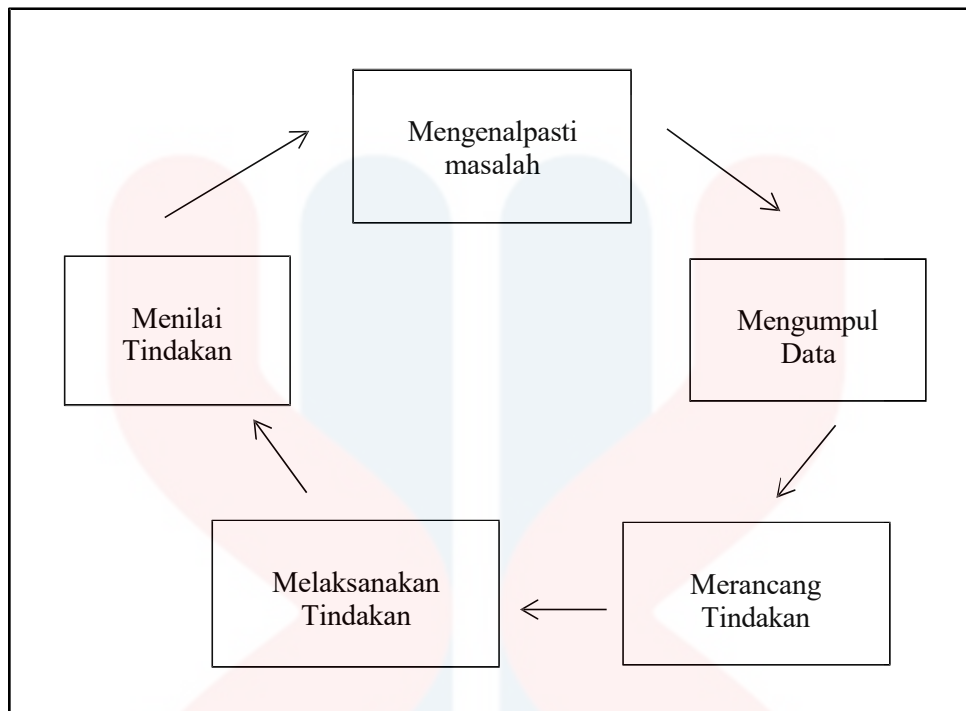 Mengenalpasti
masalah
Mengumpul
Data
Merancang
Tindakan
Melaksanakan
Tindakan
Menilai
Tindakan